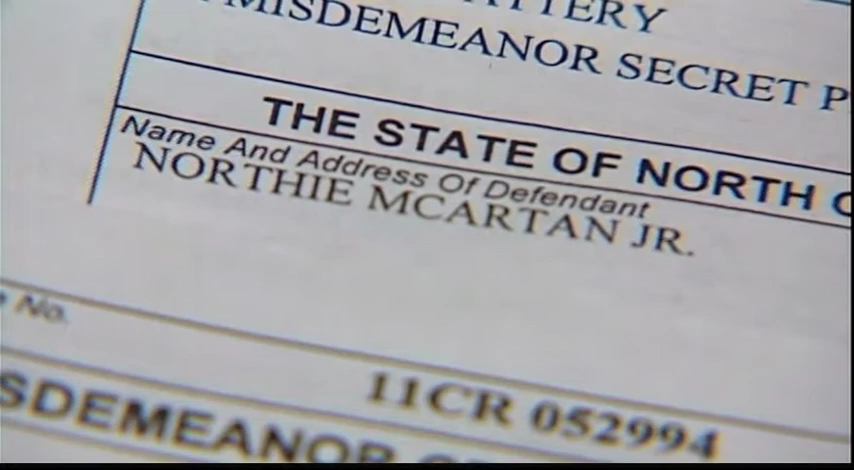 MISDEMEANOR SECRET P
THE STATE OF NORTH
Name And Address Of Defendant
NORTHIE MCARTAN JR.
No.
11CR 052994
SDEMEANOR